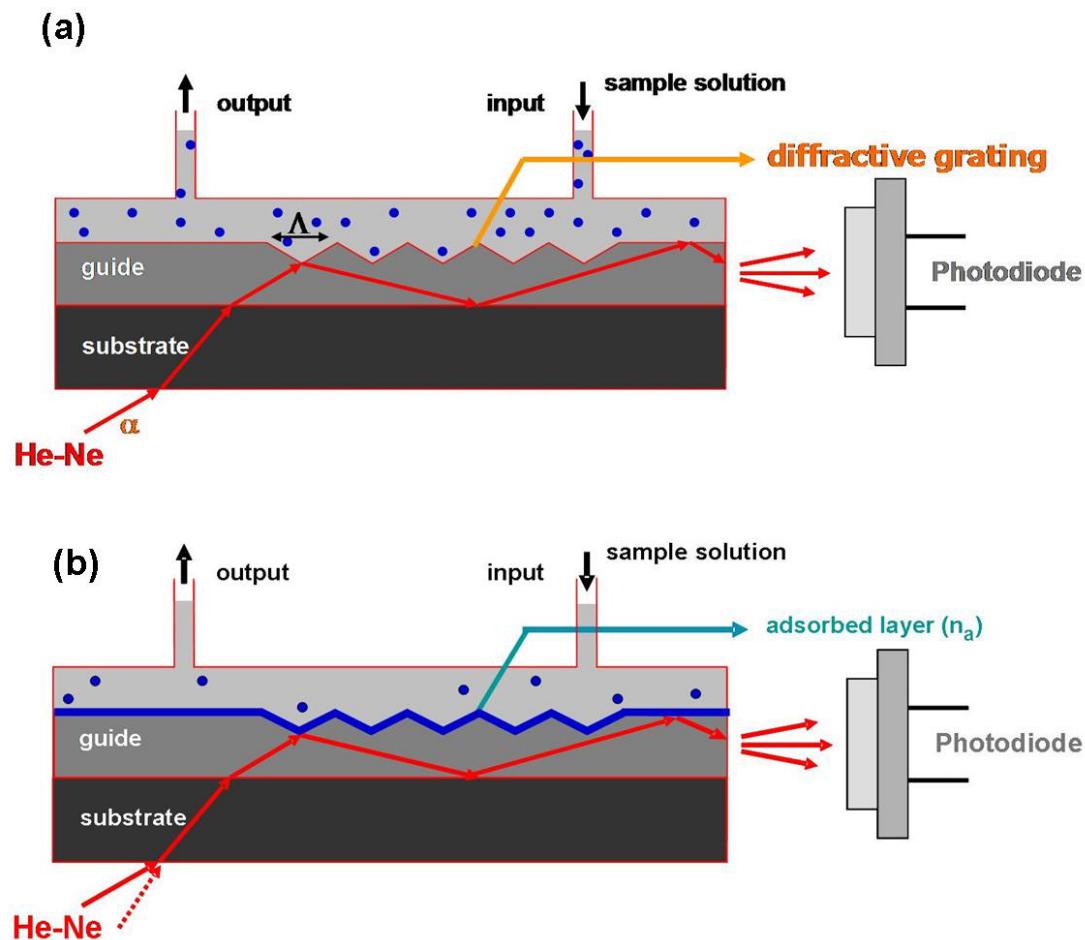 (a)
output
input
sample solution
diffractive grating
Λ
guide
Photodiode
substrate
α
He-Ne
(b)
output
input
sample solution
adsorbed layer (nₐ)
guide
Photodiode
substrate
He-Ne